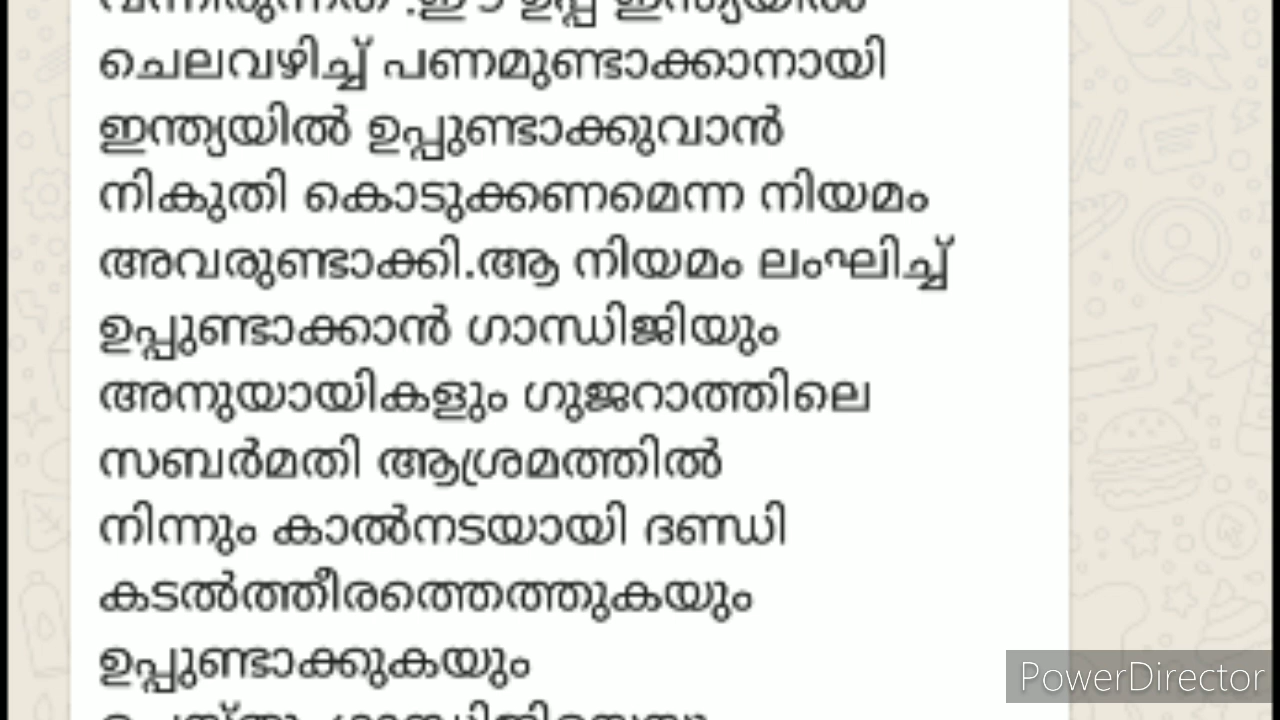 ചെലവഴിച്ച് പണമുണ്ടാക്കാനായി
ഇന്ത്യയിൽ ഉപ്പുണ്ടാക്കുവാൻ
നികുതി കൊടുക്കണമെന്ന നിയമം
അവരുണ്ടാക്കി.ആ നിയമം ലംഘിച്ച്
ഉപ്പുണ്ടാക്കാൻ ഗാന്ധിജിയും
അനുയായികളും ഗുജറാത്തിലെ
സബർമതി ആശ്രമത്തിൽ
നിന്നും കാൽനടയായി ദണ്ഡി
കടൽത്തീരത്തെത്തുകയും
ഉപ്പുണ്ടാക്കുകയും
PowerDirector